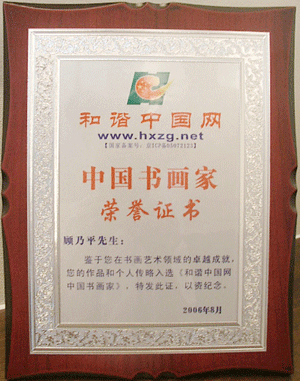 和谐中国网
www.hxzg.net
中国书画家
荣誉证书
顾乃平先生：
鉴于您在书画艺术领域的卓越成就，
您的作品和个人传略入选《和谐中国网
中国书画家》，特发此证，以资纪念。
2006年8月